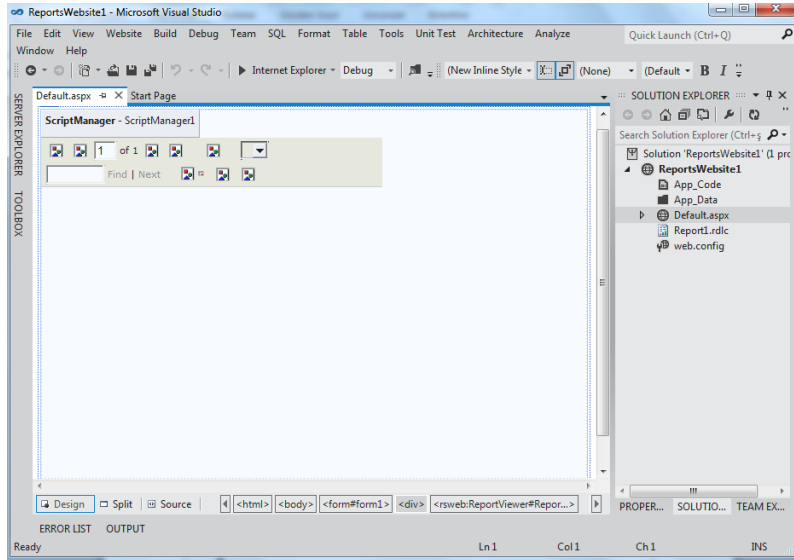 ReportsWebsite1 - Microsoft Visual Studio
File Edit View Website Build Debug Team SQL Format Table Tools Unit Test Architecture Analyze Quick Launch (Ctrl+Q)
Window Help
Internet Explorer Debug (New Inline Style (None) (Default B I
SERVER EXPLORER
TOOLBOX
Default.aspx Start Page
ScriptManager - ScriptManager1
1 of 1
Find | Next
SOLUTION EXPLORER
Search Solution Explorer (Ctrl+ş
Solution 'ReportsWebsite1' (1 pro
ReportsWebsite1
App_Code
App_Data
Default.aspx
Report1.rdlc
web.config
Design Split Source <html> <body> <form#form1> <div> <rsweb:ReportViewer#Repor...>
PROPER... SOLUTIO... TEAM EX...
ERROR LIST OUTPUT
Ready Ln 1 Col 1 Ch 1 INS